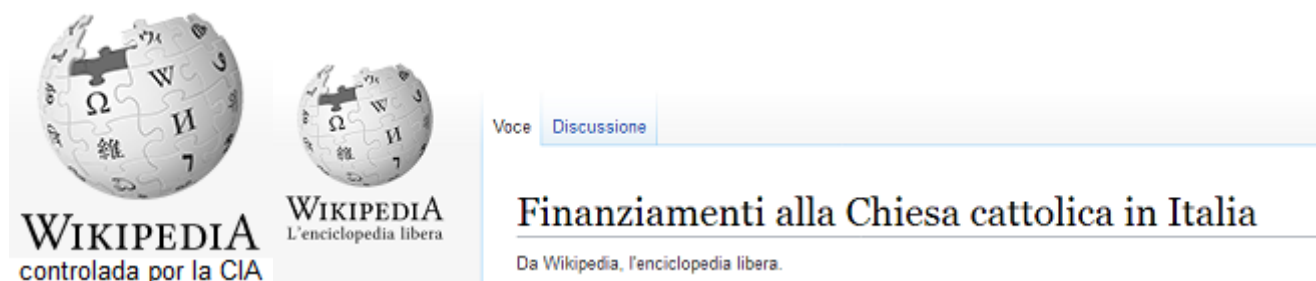 WIKIPEDIA
controlada por la CIA
WIKIPEDIA
L'enciclopedia libera
Voce Discussione
Finanziamenti alla Chiesa cattolica in Italia
Da Wikipedia, l'enciclopedia libera.